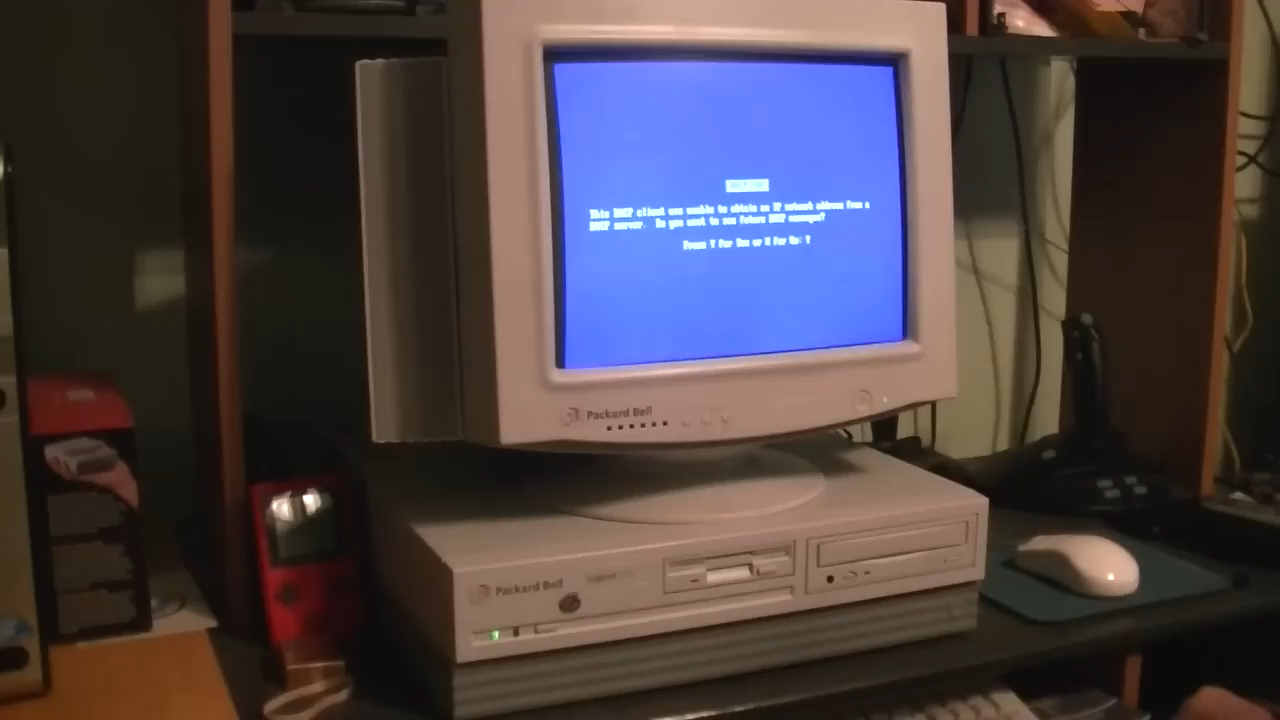 This DHCP client was unable to obtain an IP network address from a
DHCP server. Do you want to see future DHCP messages?
Press Y for Yes or N for No: Y
Packard Bell
Packard Bell
Legend